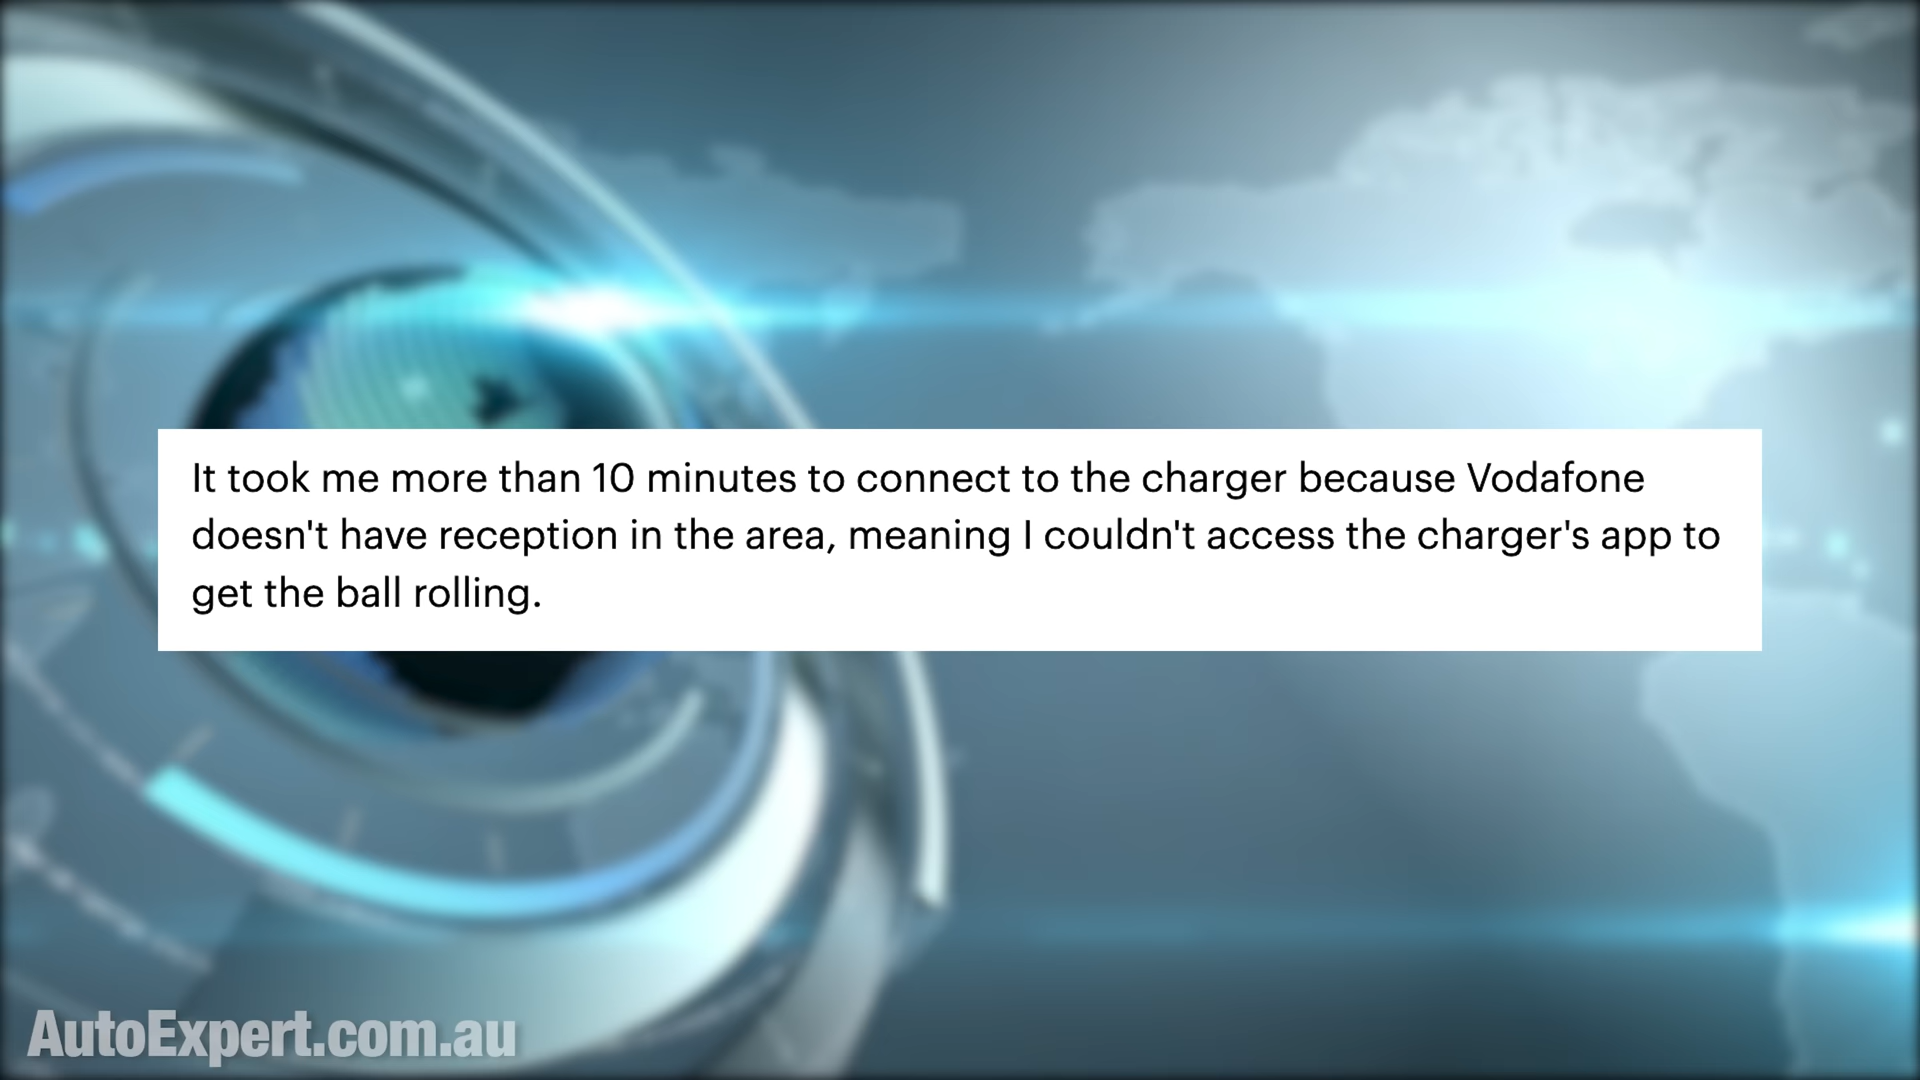 It took me more than 10 minutes to connect to the charger because Vodafone
doesn't have reception in the area, meaning I couldn't access the charger's app to
get the ball rolling.
AutoExpert.com.au